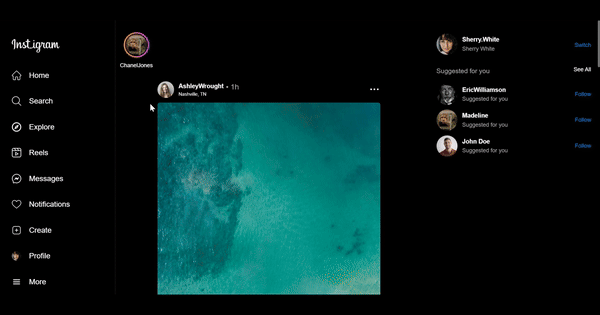 Instigram
Home
Search
Explore
Reels
Messages
Notifications
Create
Profile
More
ChanelJones
AshleyWrought • 1h
Nashville, TN
Sherry.White
Sherry White
Switch
Suggested for you
See All
EricWilliamson
Suggested for you
Follow
Madeline
Suggested for you
Follow
John Doe
Suggested for you
Follow